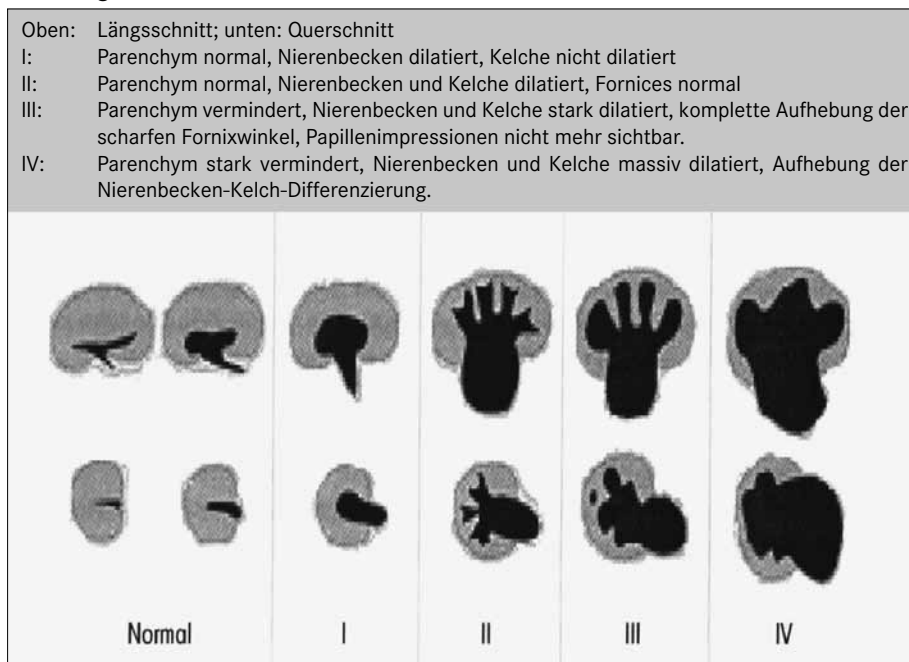 Oben: Längsschnitt; unten: Querschnitt
I: Parenchym normal, Nierenbecken dilatiert, Kelche nicht dilatiert
II: Parenchym normal, Nierenbecken und Kelche dilatiert, Fornices normal
III: Parenchym vermindert, Nierenbecken und Kelche stark dilatiert, komplette Aufhebung der
scharfen Fornixwinkel, Papillenimpressionen nicht mehr sichtbar.
IV: Parenchym stark vermindert, Nierenbecken und Kelche massiv dilatiert, Aufhebung der
Nierenbecken-Kelch-Differenzierung.
Normal I II III IV